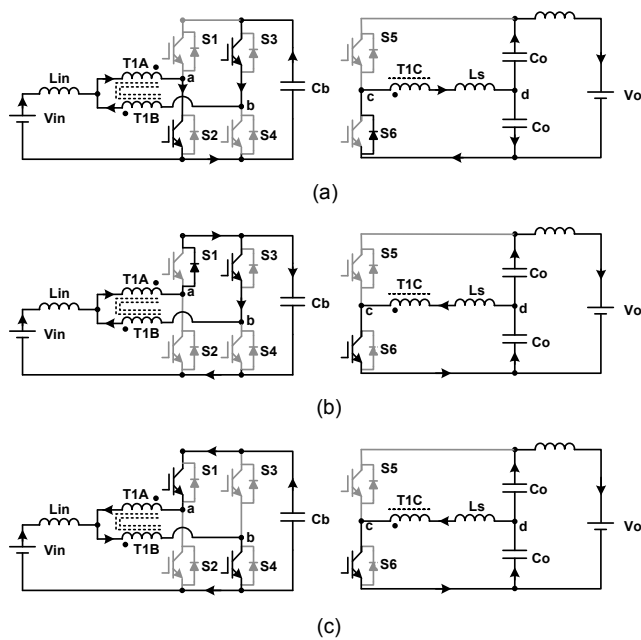 S1
S3
S5
T1A
a
Lin
Cb
T1C
Ls
c
d
Co
Vo
b
T1B
Vin
S2
S4
S6
Co
(a)
S1
S3
S5
T1A
a
Lin
Cb
T1C
Ls
c
d
Co
Vo
b
T1B
Vin
S2
S4
S6
Co
(b)
S1
S3
S5
T1A
a
Lin
Cb
T1C
Ls
c
d
Co
Vo
b
T1B
Vin
S2
S4
S6
Co
(c)